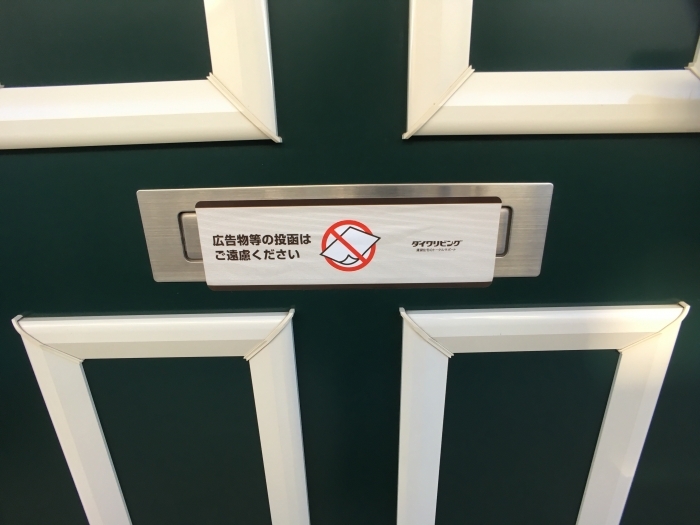 広告物等の投函は
ご遠慮ください
ダイワリビング